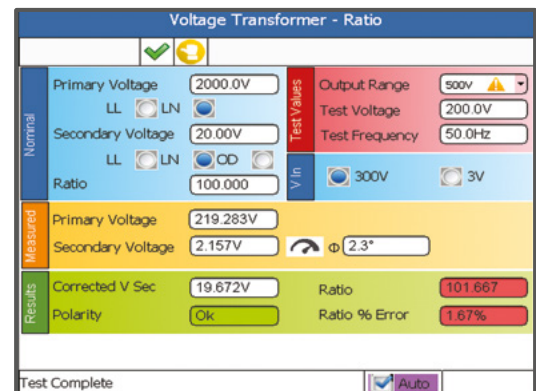 Voltage Transformer - Ratio
Nominal
Primary Voltage 2000.0V
LL LN
Secondary Voltage 20.00V
LL LN OD
Ratio 100.000
Test Values
Output Range 500V
Test Voltage 200.0V
Test Frequency 50.0Hz
V In
300V 3V
Measured
Primary Voltage 219.283V
Secondary Voltage 2.157V Φ 2.3°
Results
Corrected V Sec 19.672V Ratio 101.667
Polarity Ok Ratio % Error 1.67%
Test Complete Auto